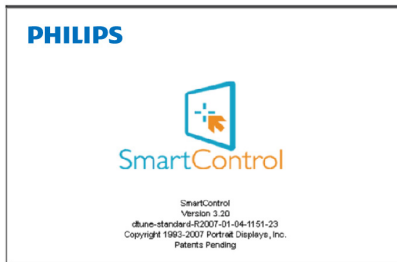 PHILIPS
SmartControl
SmartControl
Version 3.20
dtune-standard-R2007-01-04-1151-23
Copyright 1993-2007 Portrait Displays, Inc.
Patents Pending